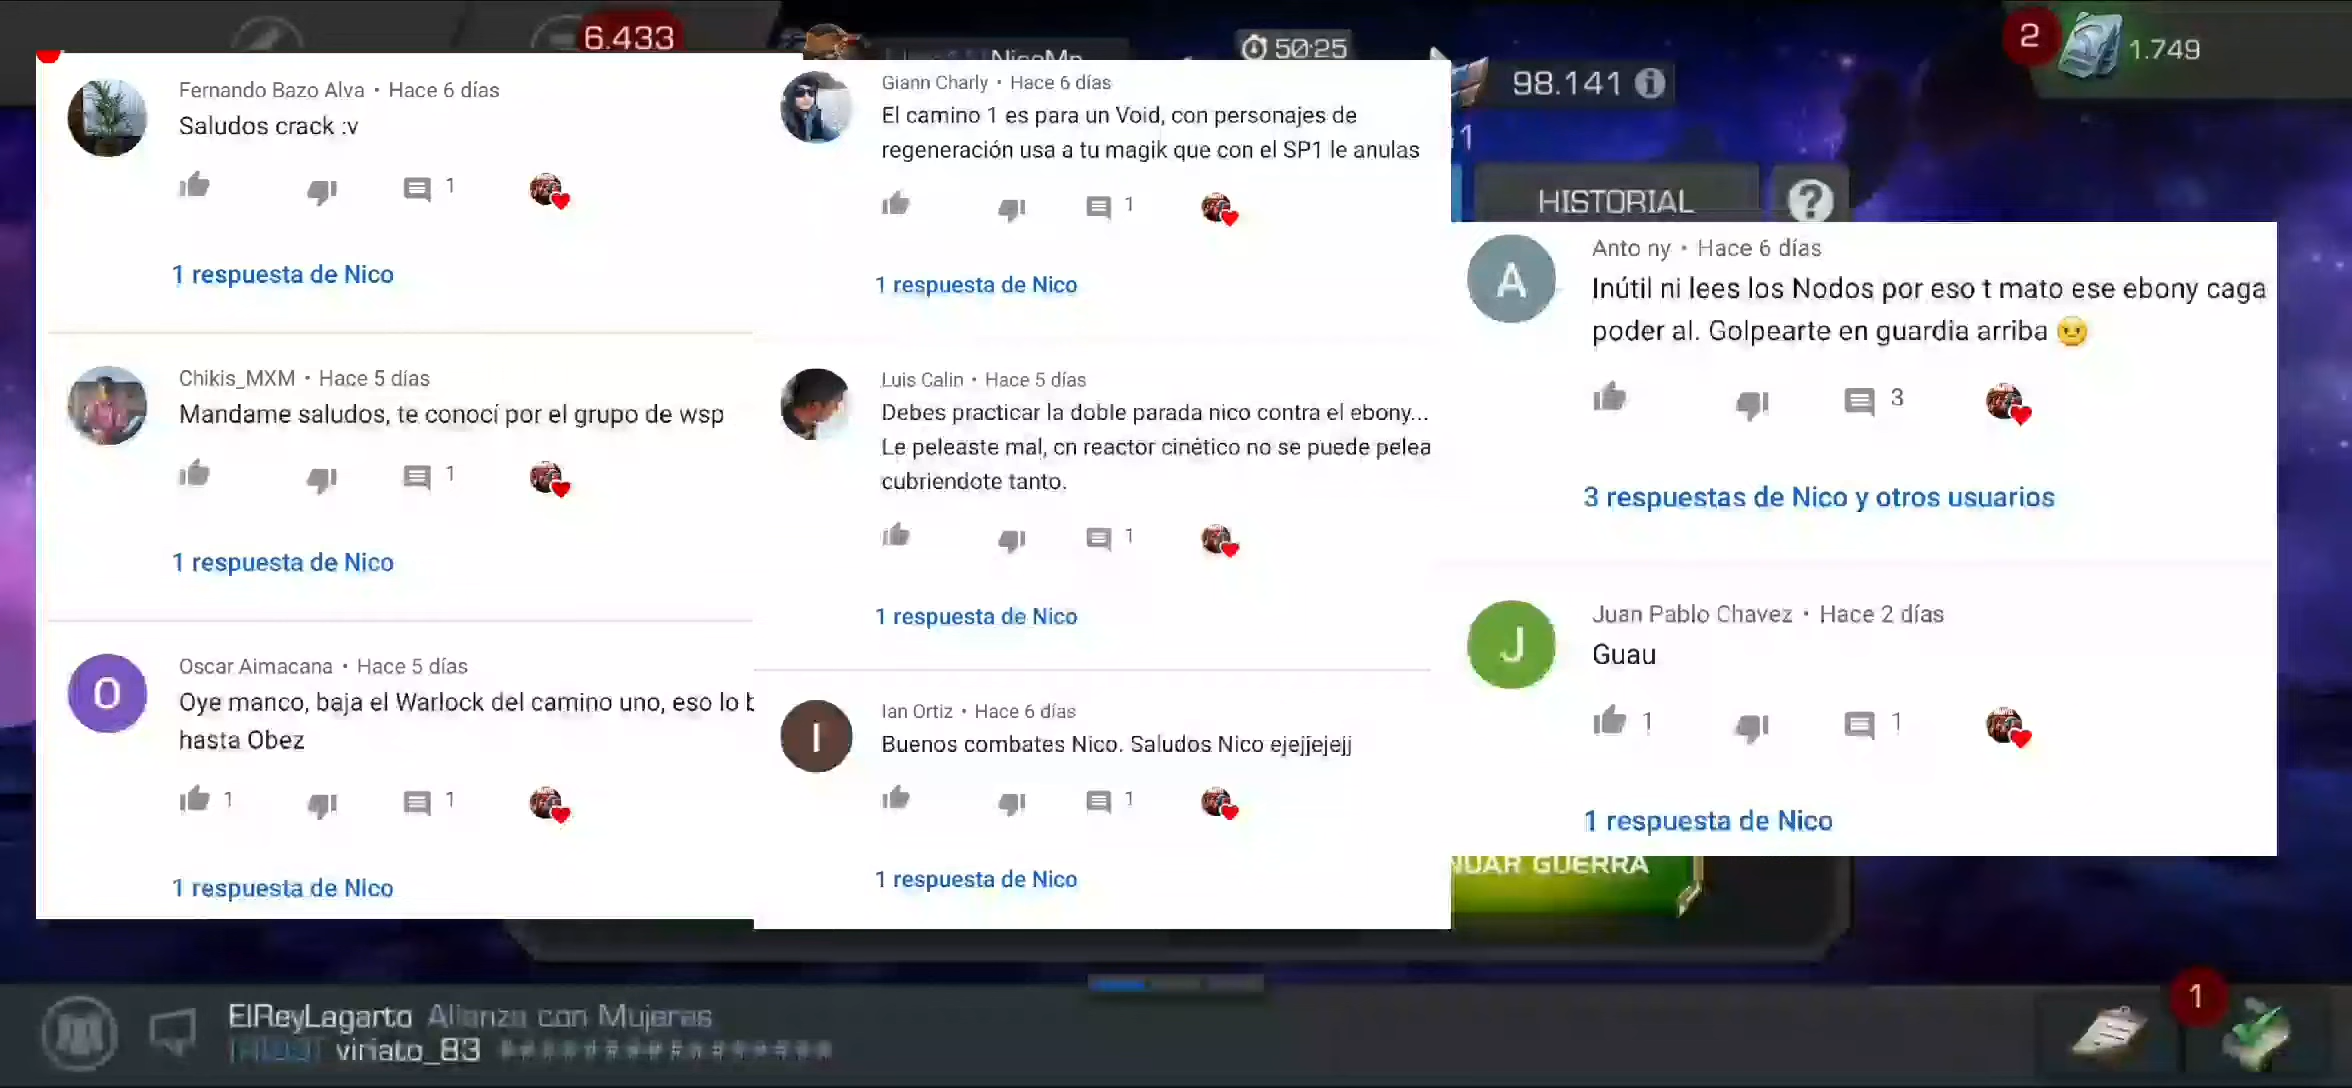 6.433
NicoMp
50:25
98.141
2
1.749
HISTORIAL
Fernando Bazo Alva • Hace 6 días
Saludos crack :v
1
1 respuesta de Nico
Chikis_MXM • Hace 5 días
Mandame saludos, te conocí por el grupo de wsp
1
1 respuesta de Nico
O
Oscar Aimacana • Hace 5 días
Oye manco, baja el Warlock del camino uno, eso lo b
hasta Obez
1 1
1 respuesta de Nico
Giann Charly • Hace 6 días
El camino 1 es para un Void, con personajes de
regeneración usa a tu magik que con el SP1 le anulas
1
1 respuesta de Nico
Luis Calin • Hace 5 días
Debes practicar la doble parada nico contra el ebony...
Le peleaste mal, cn reactor cinético no se puede pelea
cubriendote tanto.
1
1 respuesta de Nico
I
Ian Ortiz • Hace 6 días
Buenos combates Nico. Saludos Nico ejejjejejj
1
1 respuesta de Nico
A
Anto ny • Hace 6 días
Inútil ni lees los Nodos por eso t mato ese ebony caga
poder al. Golpearte en guardia arriba 🤨
3
3 respuestas de Nico y otros usuarios
J
Juan Pablo Chavez • Hace 2 días
Guau
1 1
1 respuesta de Nico
NUAR GUERRA
ElReyLagarto Alianza con Mujeras
viriato_83 ##################
1